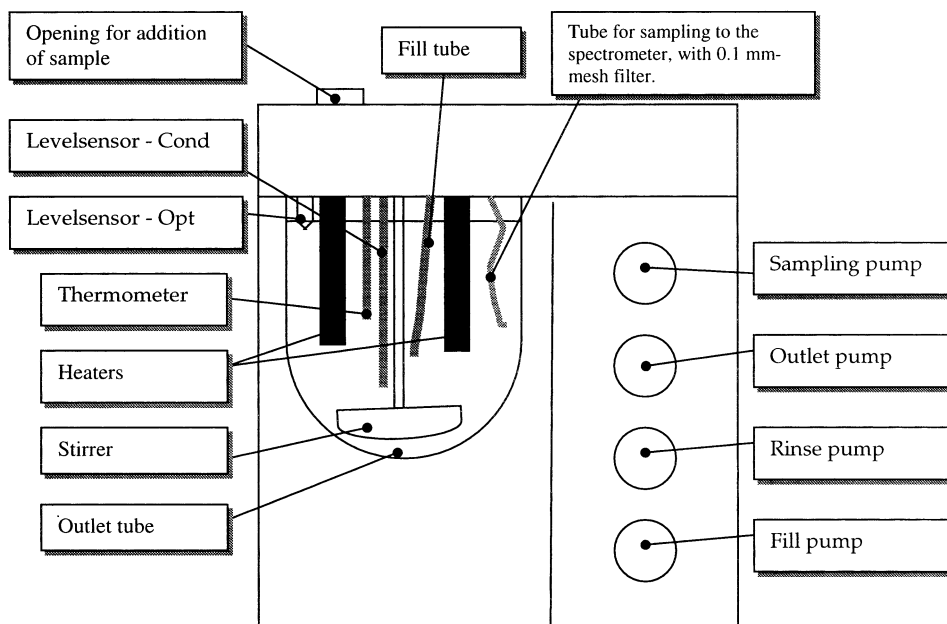 Opening for addition
of sample
Fill tube
Tube for sampling to the
spectrometer, with 0.1 mm-
mesh filter.
Levelsensor - Cond
Levelsensor - Opt
Thermometer
Heaters
Stirrer
Outlet tube
Sampling pump
Outlet pump
Rinse pump
Fill pump